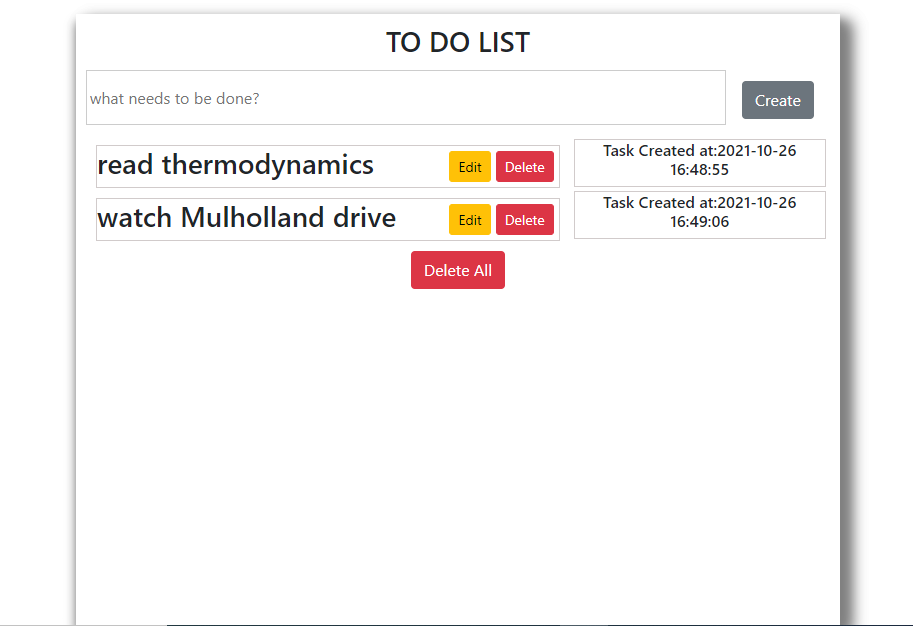 TO DO LIST
what needs to be done?
Create
read thermodynamics
Edit
Delete
Task Created at:2021-10-26
16:48:55
watch Mulholland drive
Edit
Delete
Task Created at:2021-10-26
16:49:06
Delete All